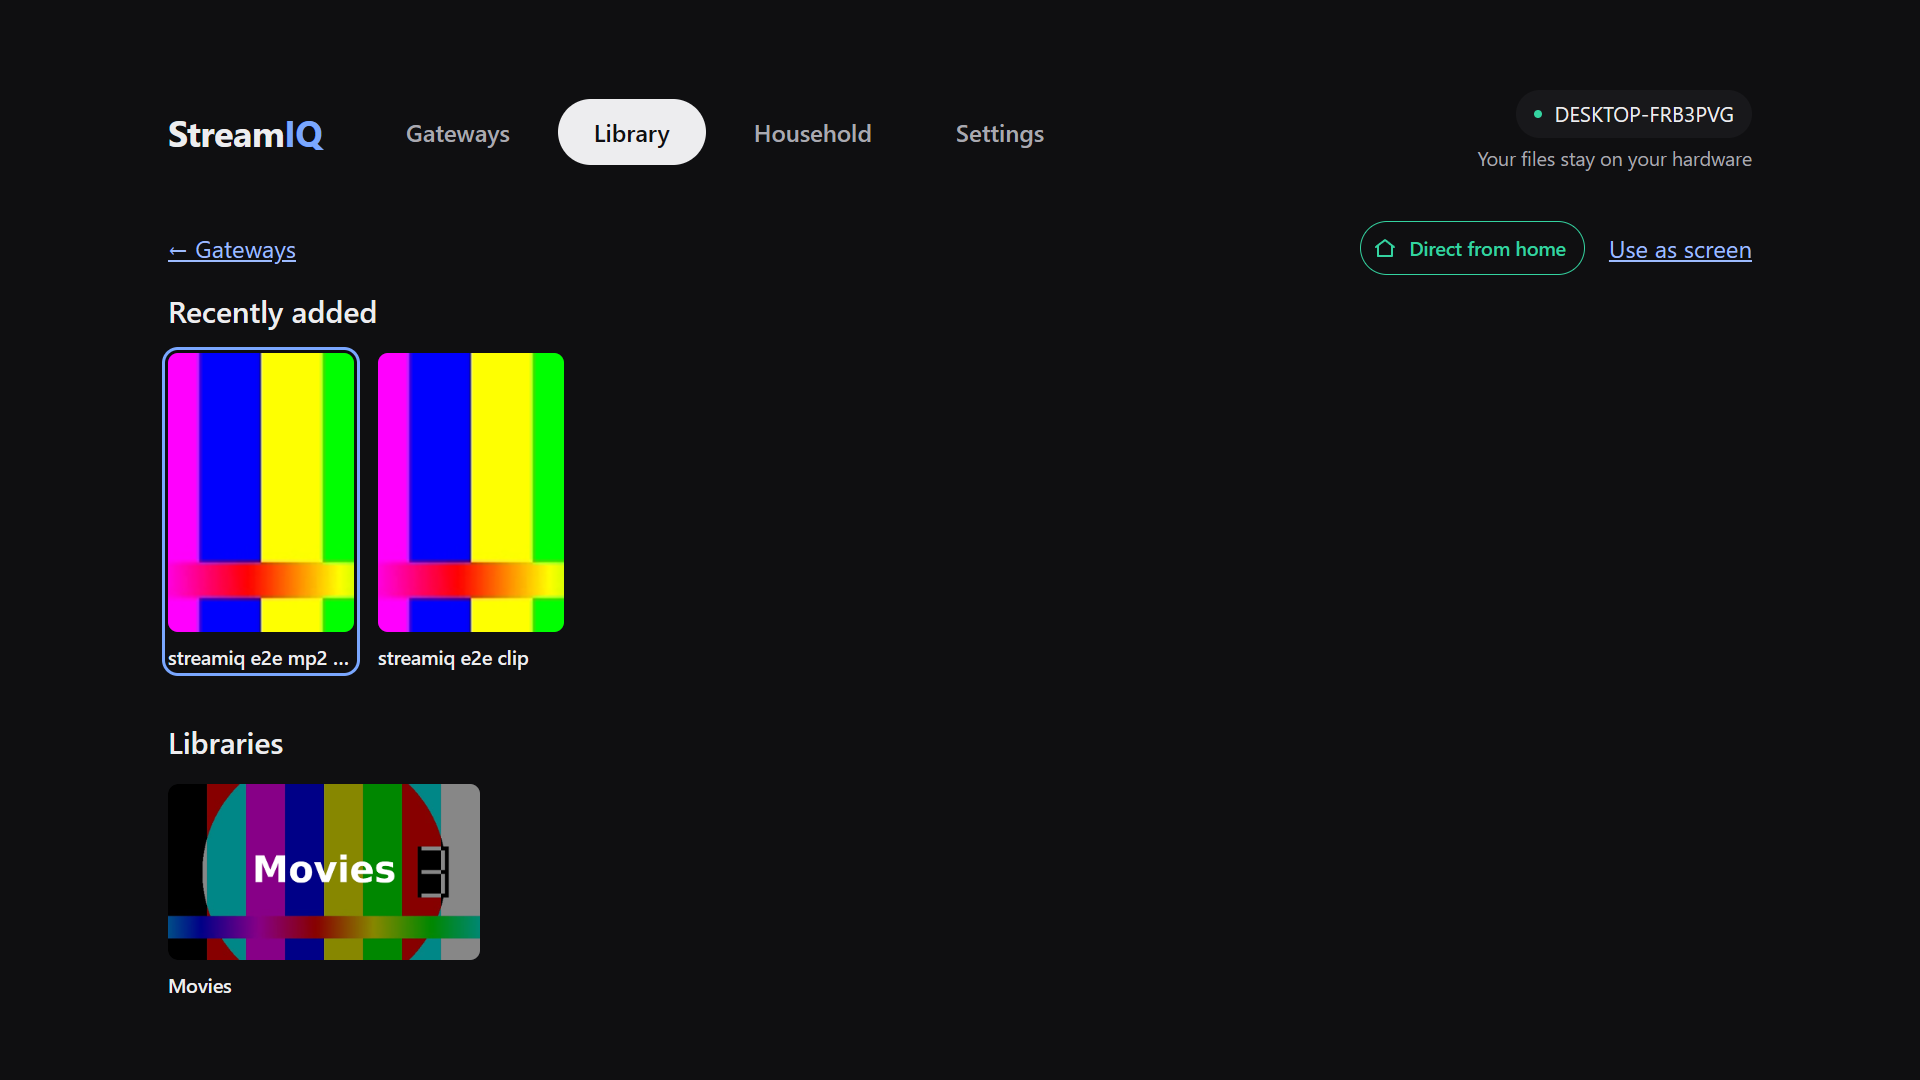 StreamIQ
Gateways
Library
Household
Settings
DESKTOP-FRB3PVG
Your files stay on your hardware
← Gateways
Direct from home
Use as screen
Recently added
streamiq e2e mp2 ...
streamiq e2e clip
Libraries
Movies
Movies